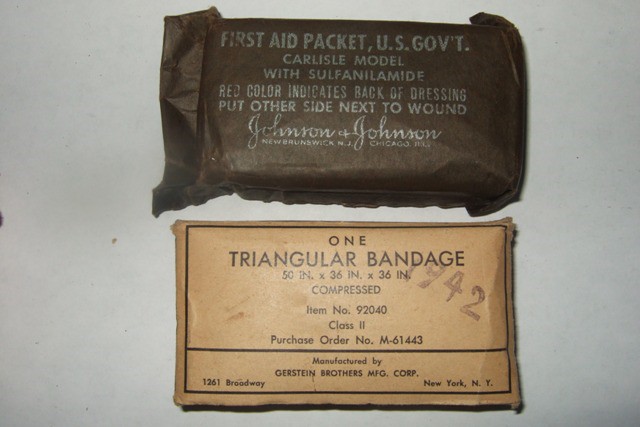 FIRST AID PACKET, U.S. GOV'T.
CARLISLE MODEL
WITH SULFANILAMIDE
RED COLOR INDICATES BACK OF DRESSING
PUT OTHER SIDE NEXT TO WOUND
Johnson & Johnson
NEW BRUNSWICK N.J. CHICAGO, ILL.
ONE
TRIANGULAR BANDAGE
50 IN. x 36 IN. x 36 IN.
COMPRESSED
1942
Item No. 92040
Class II
Purchase Order No. M-61443
Manufactured by
GERSTEIN BROTHERS MFG. CORP.
1261 Broadway New York, N. Y.